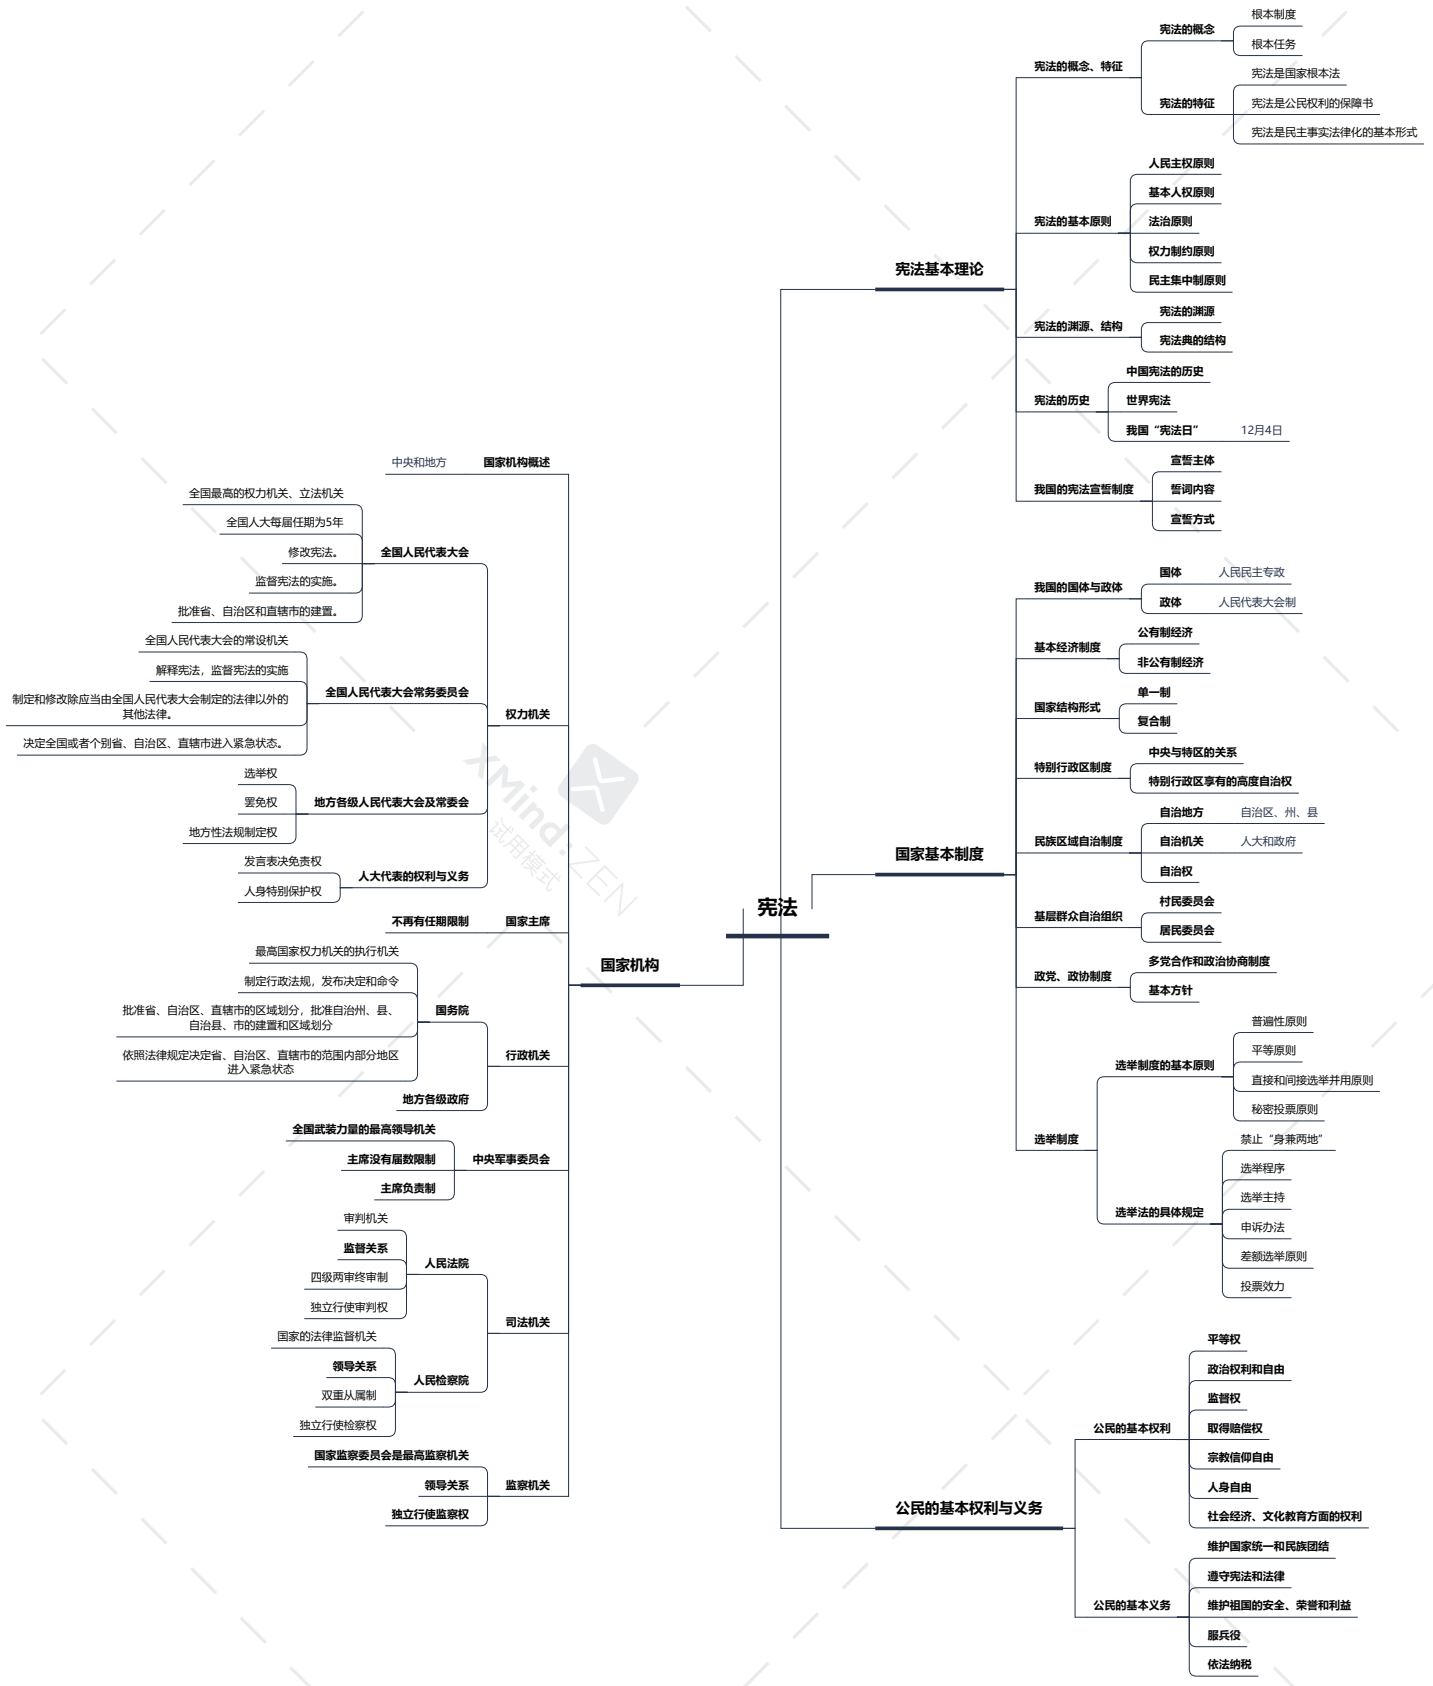 宪法
宪法基本理论
宪法的概念、特征
宪法的概念
根本制度
根本任务
宪法的特征
宪法是国家根本法
宪法是公民权利的保障书
宪法是民主事实法律化的基本形式
宪法的基本原则
人民主权原则
基本人权原则
法治原则
权力制约原则
民主集中制原则
宪法的渊源、结构
宪法的渊源
宪法典的结构
宪法的历史
中国宪法的历史
世界宪法
我国“宪法日”
12月4日
我国的宪法宣誓制度
宣誓主体
誓词内容
宣誓方式
国家基本制度
我国的国体与政体
国体
人民民主专政
政体
人民代表大会制
基本经济制度
公有制经济
非公有制经济
国家结构形式
单一制
复合制
特别行政区制度
中央与特区的关系
特别行政区享有的高度自治权
民族区域自治制度
自治地方
自治区、州、县
自治机关
人大和政府
自治权
基层群众自治组织
村民委员会
居民委员会
政党、政协制度
多党合作和政治协商制度
基本方针
选举制度
选举制度的基本原则
普遍性原则
平等原则
直接和间接选举并用原则
秘密投票原则
选举法的具体规定
禁止“身兼两地”
选举程序
选举主持
申诉办法
差额选举原则
投票效力
公民的基本权利与义务
公民的基本权利
平等权
政治权利和自由
监督权
取得赔偿权
宗教信仰自由
人身自由
社会经济、文化教育方面的权利
公民的基本义务
维护国家统一和民族团结
遵守宪法和法律
维护祖国的安全、荣誉和利益
服兵役
依法纳税
国家机构
国家机构概述
中央和地方
权力机关
全国人民代表大会
全国最高的权力机关、立法机关
全国人大每届任期为5年
修改宪法。
监督宪法的实施。
批准省、自治区和直辖市的建置。
全国人民代表大会常务委员会
全国人民代表大会的常设机关
解释宪法，监督宪法的实施
制定和修改除应当由全国人民代表大会制定的法律以外的
其他法律。
决定全国或者个别省、自治区、直辖市进入紧急状态。
地方各级人民代表大会及常委会
选举权
罢免权
地方性法规制定权
人大代表的权利与义务
发言表决免责权
人身特别保护权
国家主席
不再有任期限制
行政机关
国务院
最高国家权力机关的执行机关
制定行政法规，发布决定和命令
批准省、自治区、直辖市的区域划分，批准自治州、县、
自治县、市的建置和区域划分
依照法律规定决定省、自治区、直辖市的范围内部分地区
进入紧急状态
地方各级政府
中央军事委员会
全国武装力量的最高领导机关
主席没有届数限制
主席负责制
司法机关
人民法院
审判机关
监督关系
四级两审终审制
独立行使审判权
人民检察院
国家的法律监督机关
领导关系
双重从属制
独立行使检察权
监察机关
国家监察委员会是最高监察机关
领导关系
独立行使监察权
XMind:ZEN
试用模式